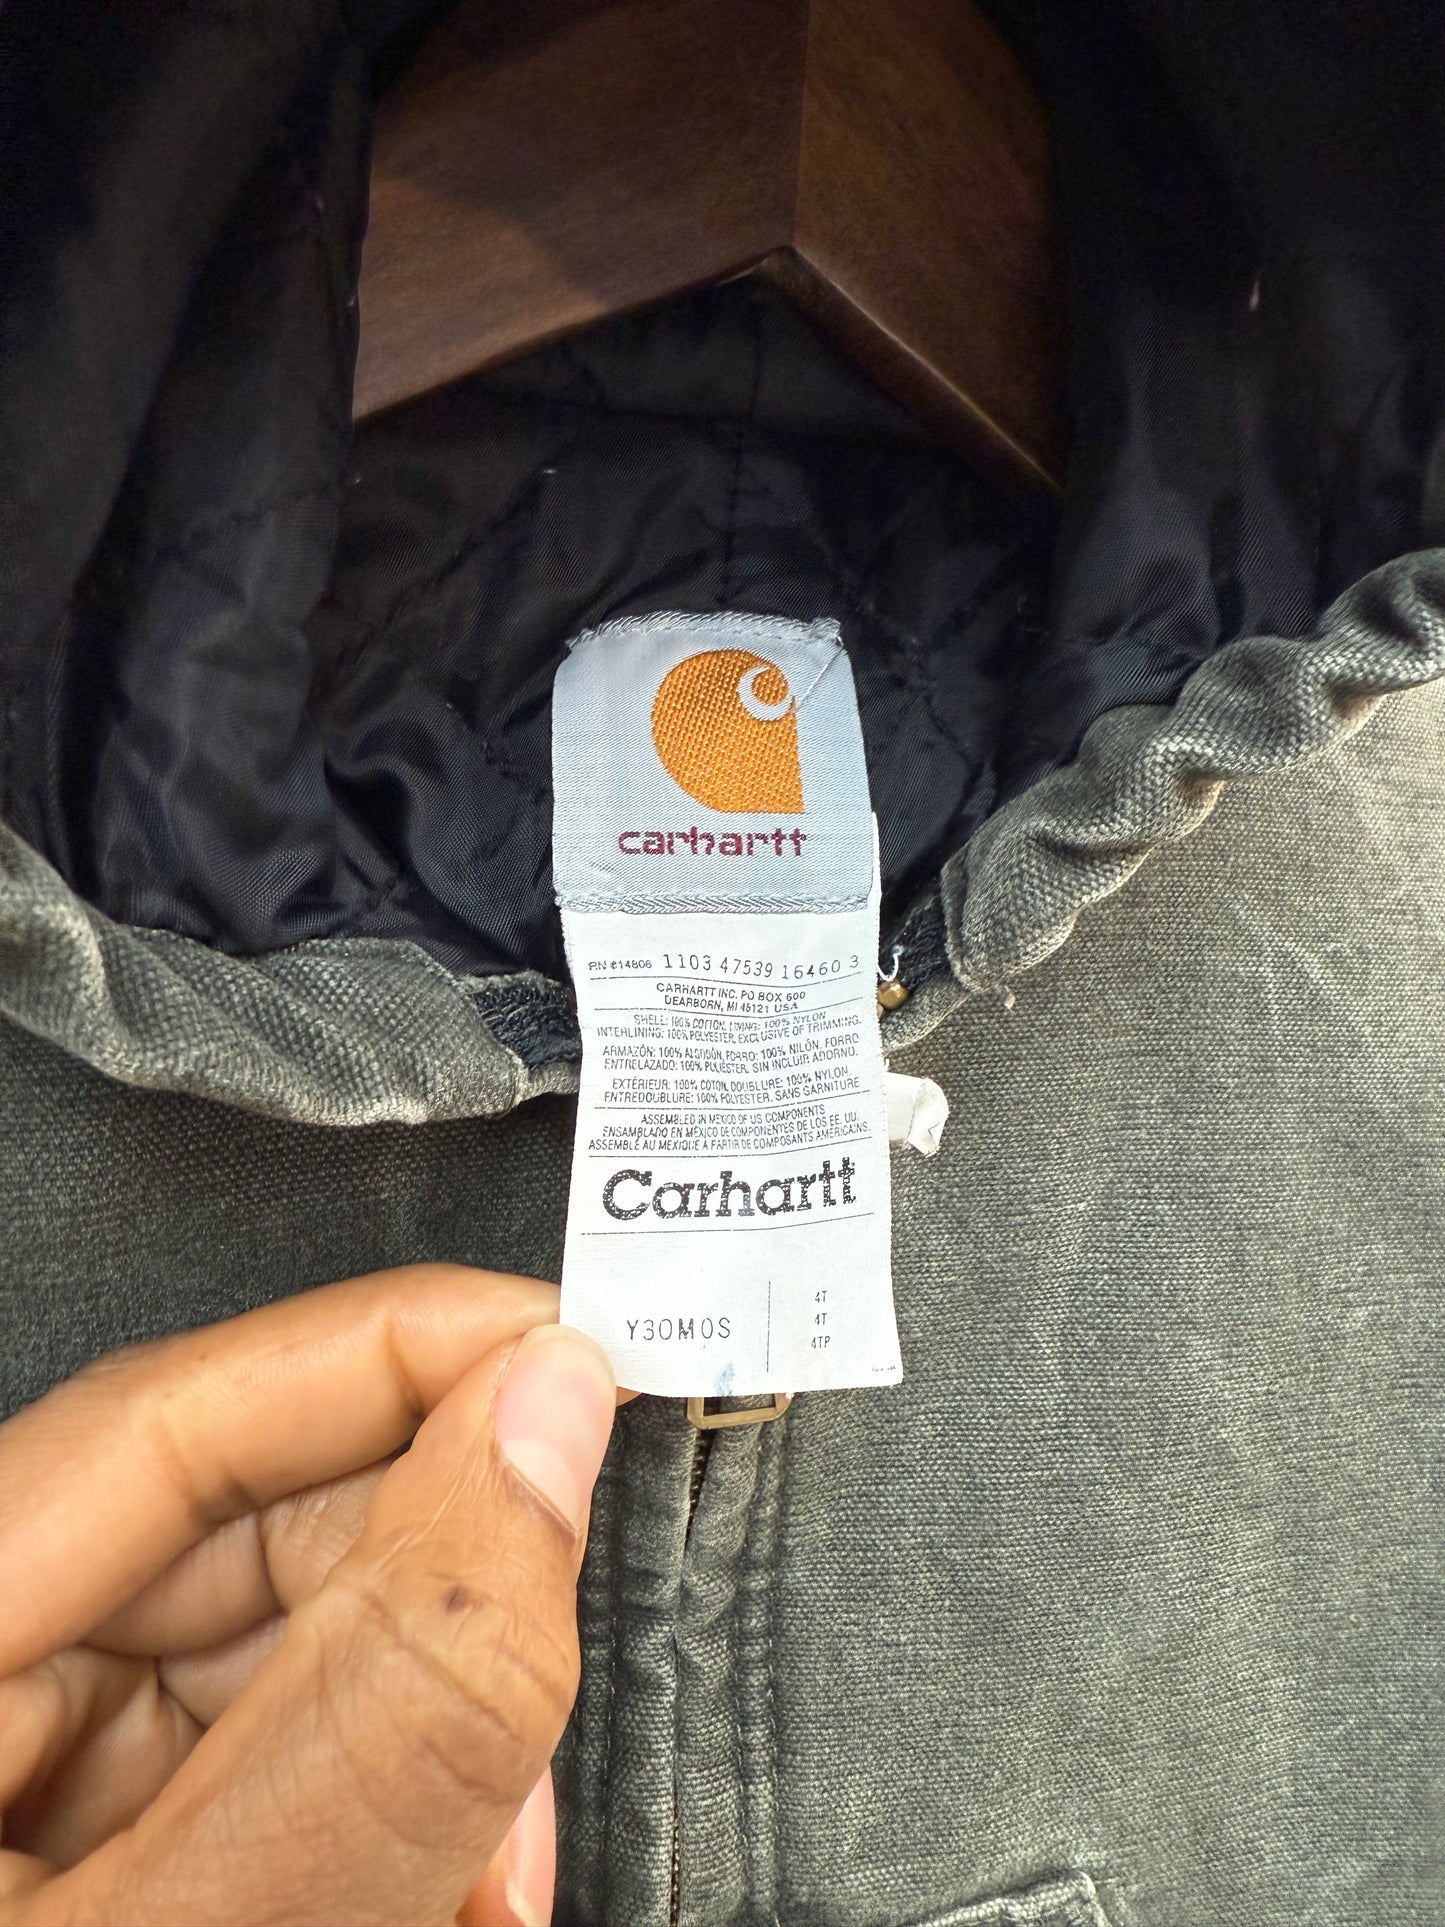 carhartt
RN #14806 1103 47539 16460 3
CARHARTT INC. PO BOX 600
DEARBORN, MI 48121 USA
SHELL: 100% COTTON, LINING: 100% NYLON
INTERLINING: 100% POLYESTER, EXCLUSIVE OF TRIMMING.
ARMAZÓN: 100% ALGODÓN, FORRO: 100% NILÓN. FORRO
ENTRELAZADO: 100% POLIÉSTER. SIN INCLUIR ADORNO.
EXTÉRIEUR: 100% COTON, DOUBLURE: 100% NYLON.
ENTREDOUBLURE: 100% POLYESTER. SANS GARNITURE
ASSEMBLED IN MEXICO OF US COMPONENTS
ENSAMBLADO EN MÉXICO DE COMPONENTES DE LOS EE. UU.
ASSEMBLÉ AU MEXIQUE À PARTIR DE COMPOSANTS AMÉRICAINS.
Carhartt
Y30MOS
4T
4T
4TP